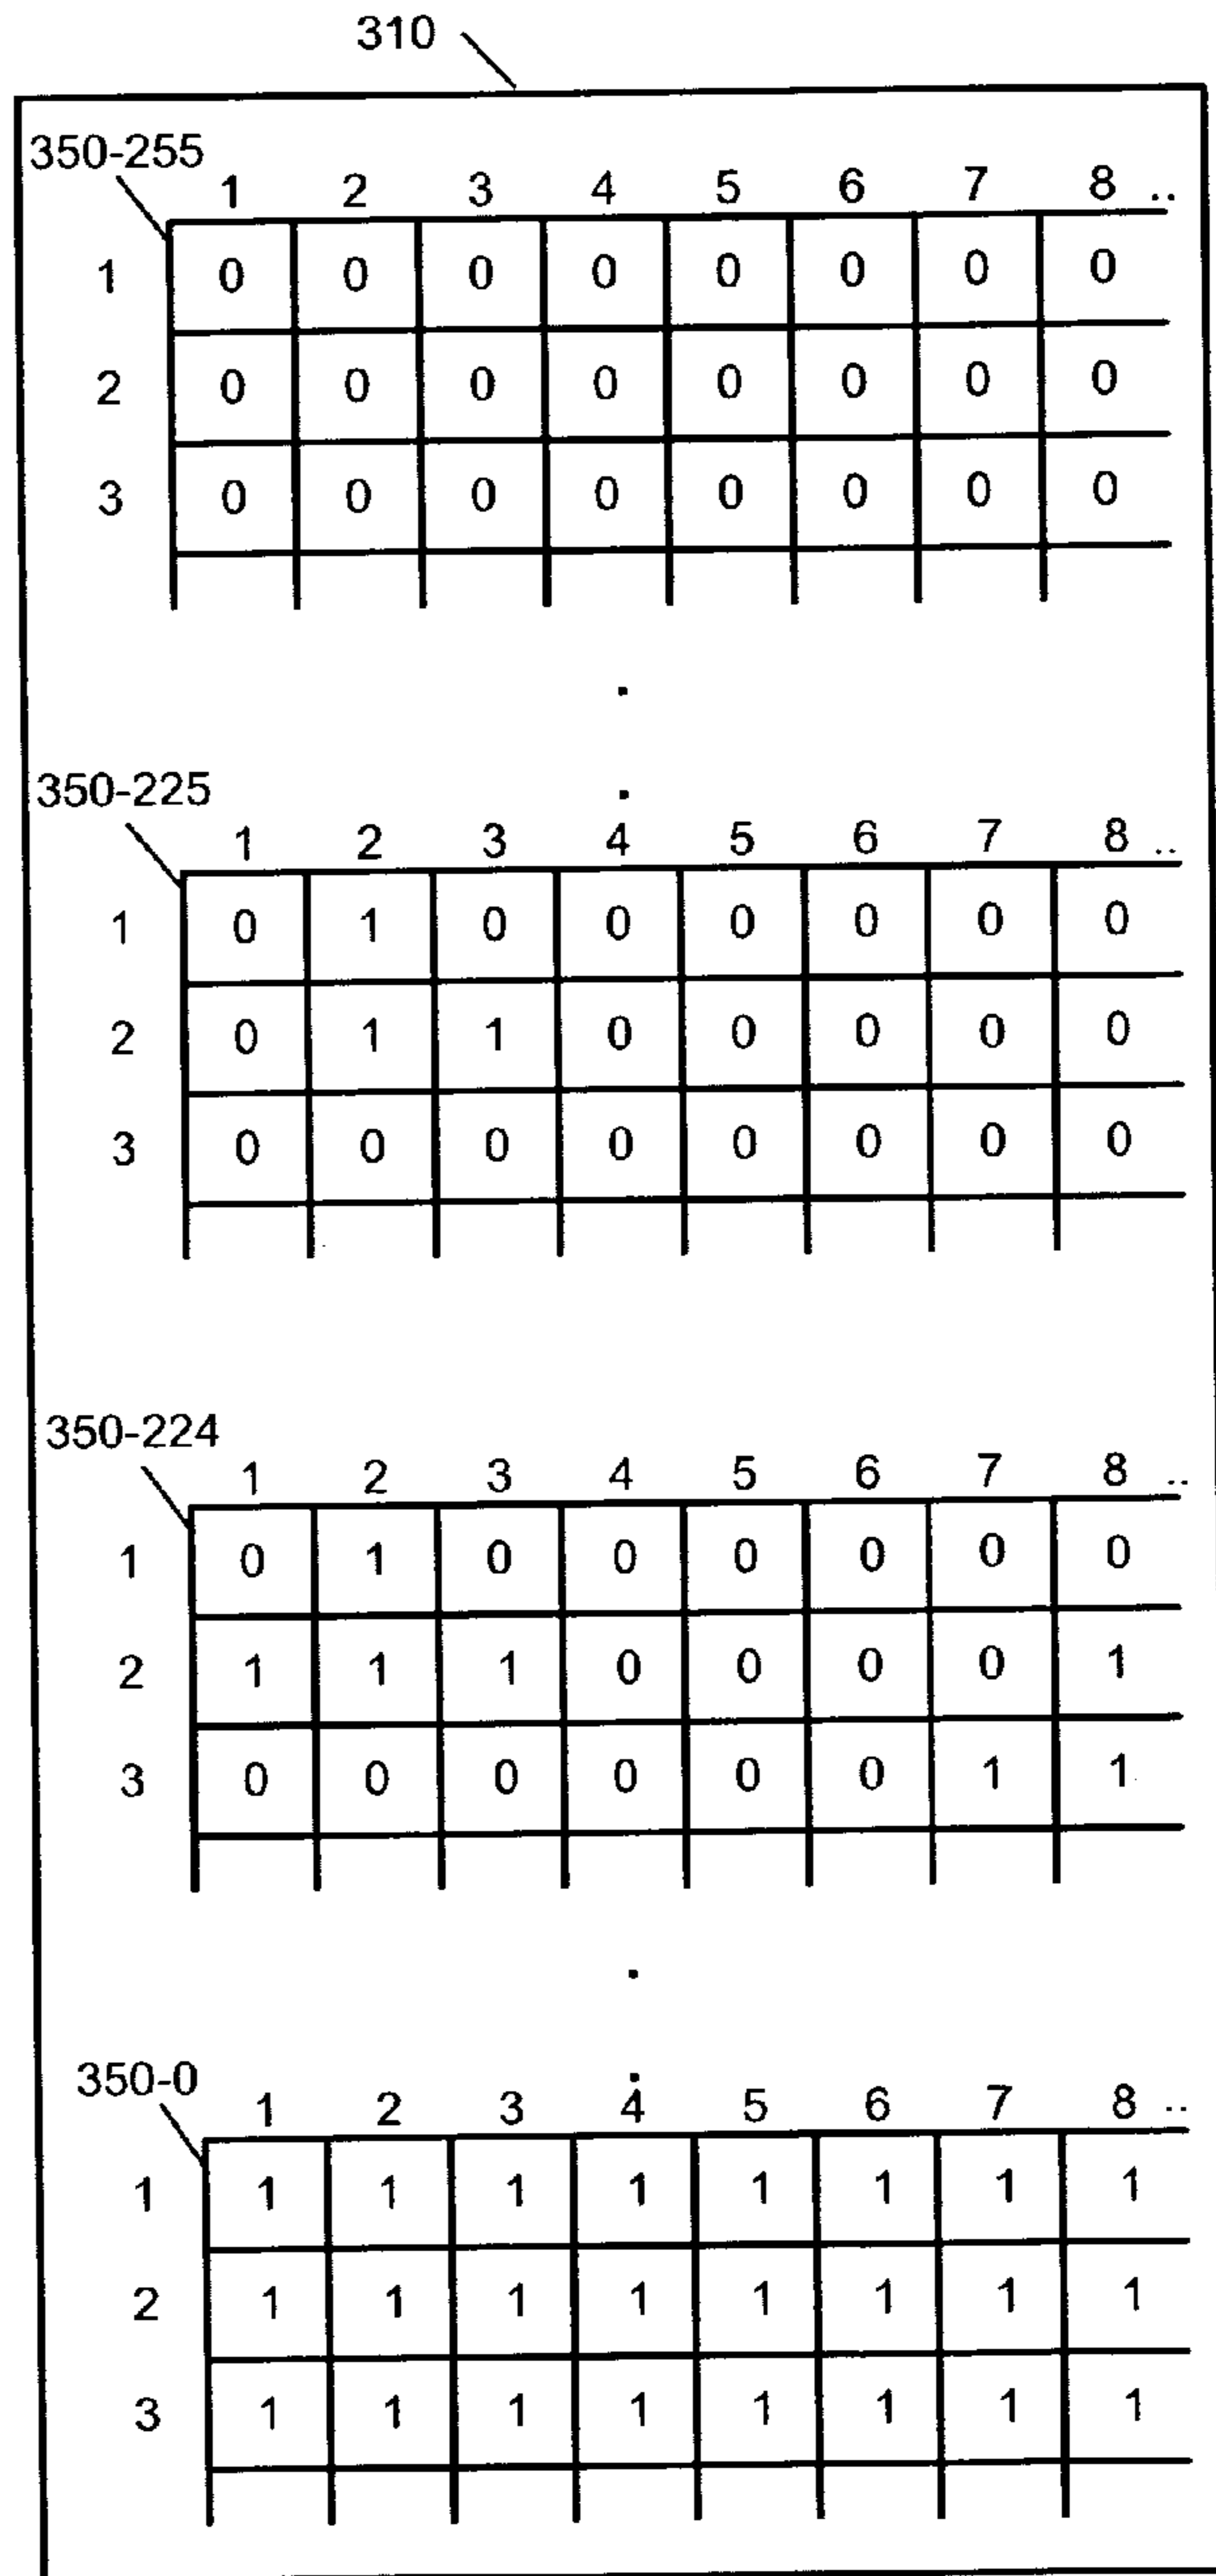 310
350-255
1 2 3 4 5 6 7 8 ..
1 0 0 0 0 0 0 0 0
2 0 0 0 0 0 0 0 0
3 0 0 0 0 0 0 0 0
.
.
350-225
1 2 3 4 5 6 7 8 ..
1 0 1 0 0 0 0 0 0
2 0 1 1 0 0 0 0 0
3 0 0 0 0 0 0 0 0
350-224
1 2 3 4 5 6 7 8 ..
1 0 1 0 0 0 0 0 0
2 1 1 1 0 0 0 0 1
3 0 0 0 0 0 0 1 1
.
.
350-0
1 2 3 4 5 6 7 8 ..
1 1 1 1 1 1 1 1 1
2 1 1 1 1 1 1 1 1
3 1 1 1 1 1 1 1 1